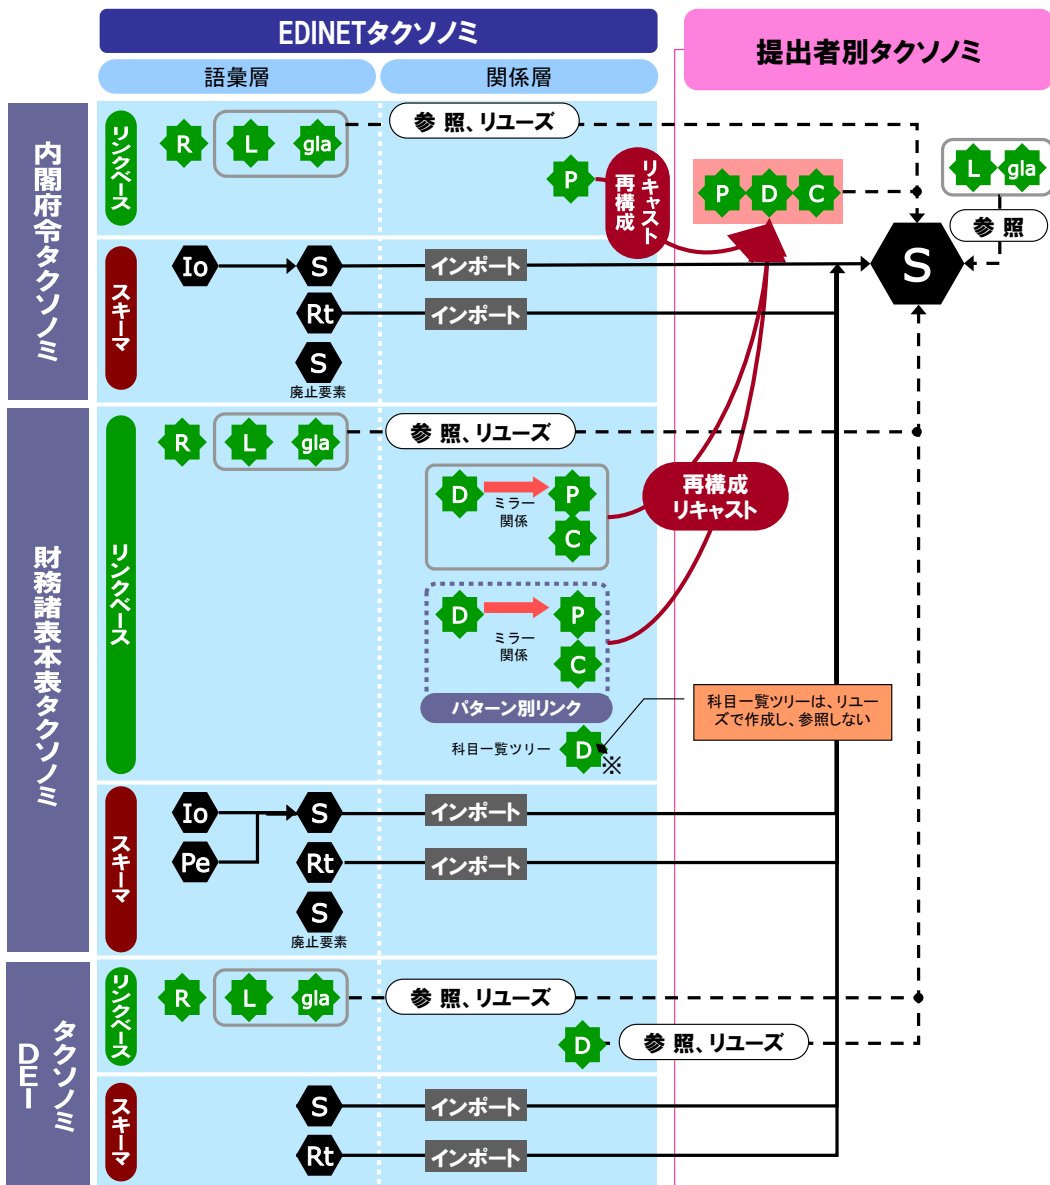 EDINETタクソノミ
提出者別タクソノミ
語彙層
関係層
内閣府令タクソノミ
リンクベース
R
L
gla
参 照、リユーズ
P
リキャスト
再構成
P
D
C
L
gla
参 照
S
スキーマ
Io
S
インポート
Rt
インポート
S
廃止要素
財務諸表本表タクソノミ
リンクベース
R
L
gla
参 照、リユーズ
D
ミラー
関係
P
C
再構成
リキャスト
D
ミラー
関係
P
C
パターン別リンク
科目一覧ツリー
D
※
科目一覧ツリーは、リユー
ズで作成し、参照しない
スキーマ
Io
S
インポート
Pe
Rt
インポート
S
廃止要素
DEI
タクソノミ
リンクベース
R
L
gla
参 照、リユーズ
D
参 照、リユーズ
スキーマ
S
インポート
Rt
インポート